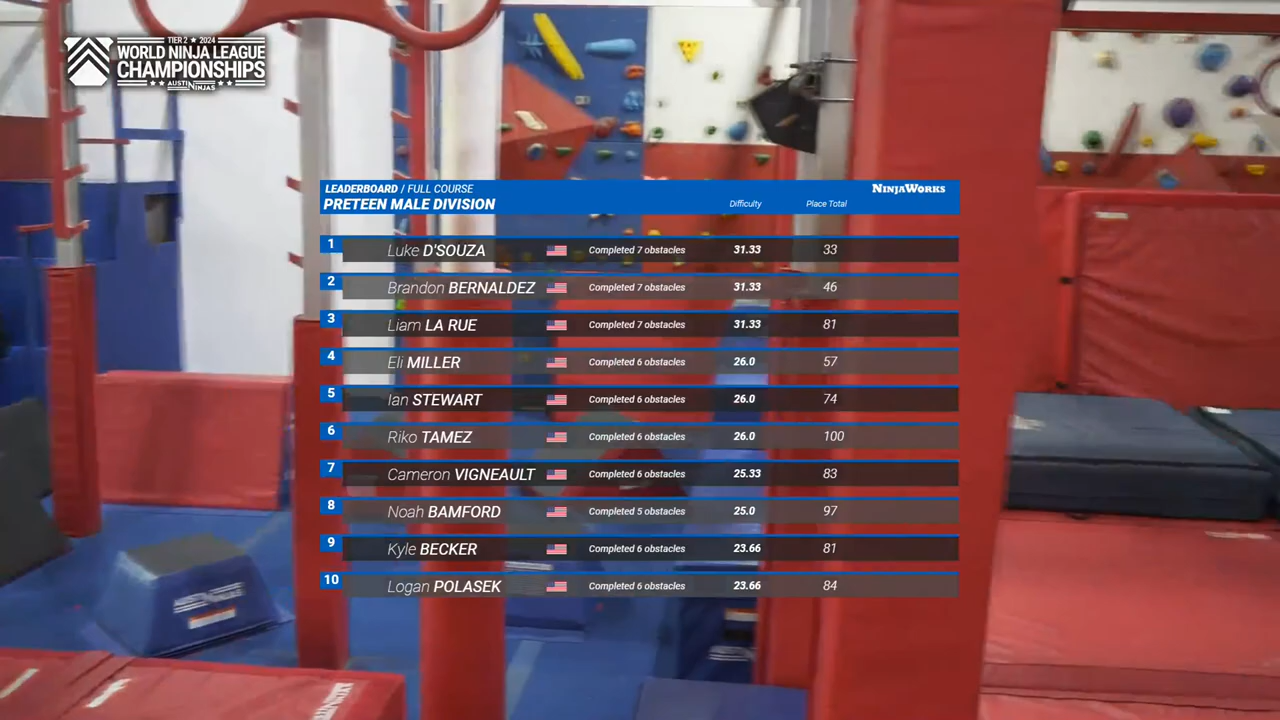 TIER 2 ★ 2024
WORLD NINJA LEAGUE
CHAMPIONSHIPS
AUSTIN NINJAS
LEADERBOARD / FULL COURSE
NINJAWORKS
PRETEEN MALE DIVISION Difficulty Place Total
1 Luke D'SOUZA Completed 7 obstacles 31.33 33
2 Brandon BERNALDEZ Completed 7 obstacles 31.33 46
3 Liam LA RUE Completed 7 obstacles 31.33 81
4 Eli MILLER Completed 6 obstacles 26.0 57
5 Ian STEWART Completed 6 obstacles 26.0 74
6 Riko TAMEZ Completed 6 obstacles 26.0 100
7 Cameron VIGNEAULT Completed 6 obstacles 25.33 83
8 Noah BAMFORD Completed 5 obstacles 25.0 97
9 Kyle BECKER Completed 6 obstacles 23.66 81
10 Logan POLASEK Completed 6 obstacles 23.66 84